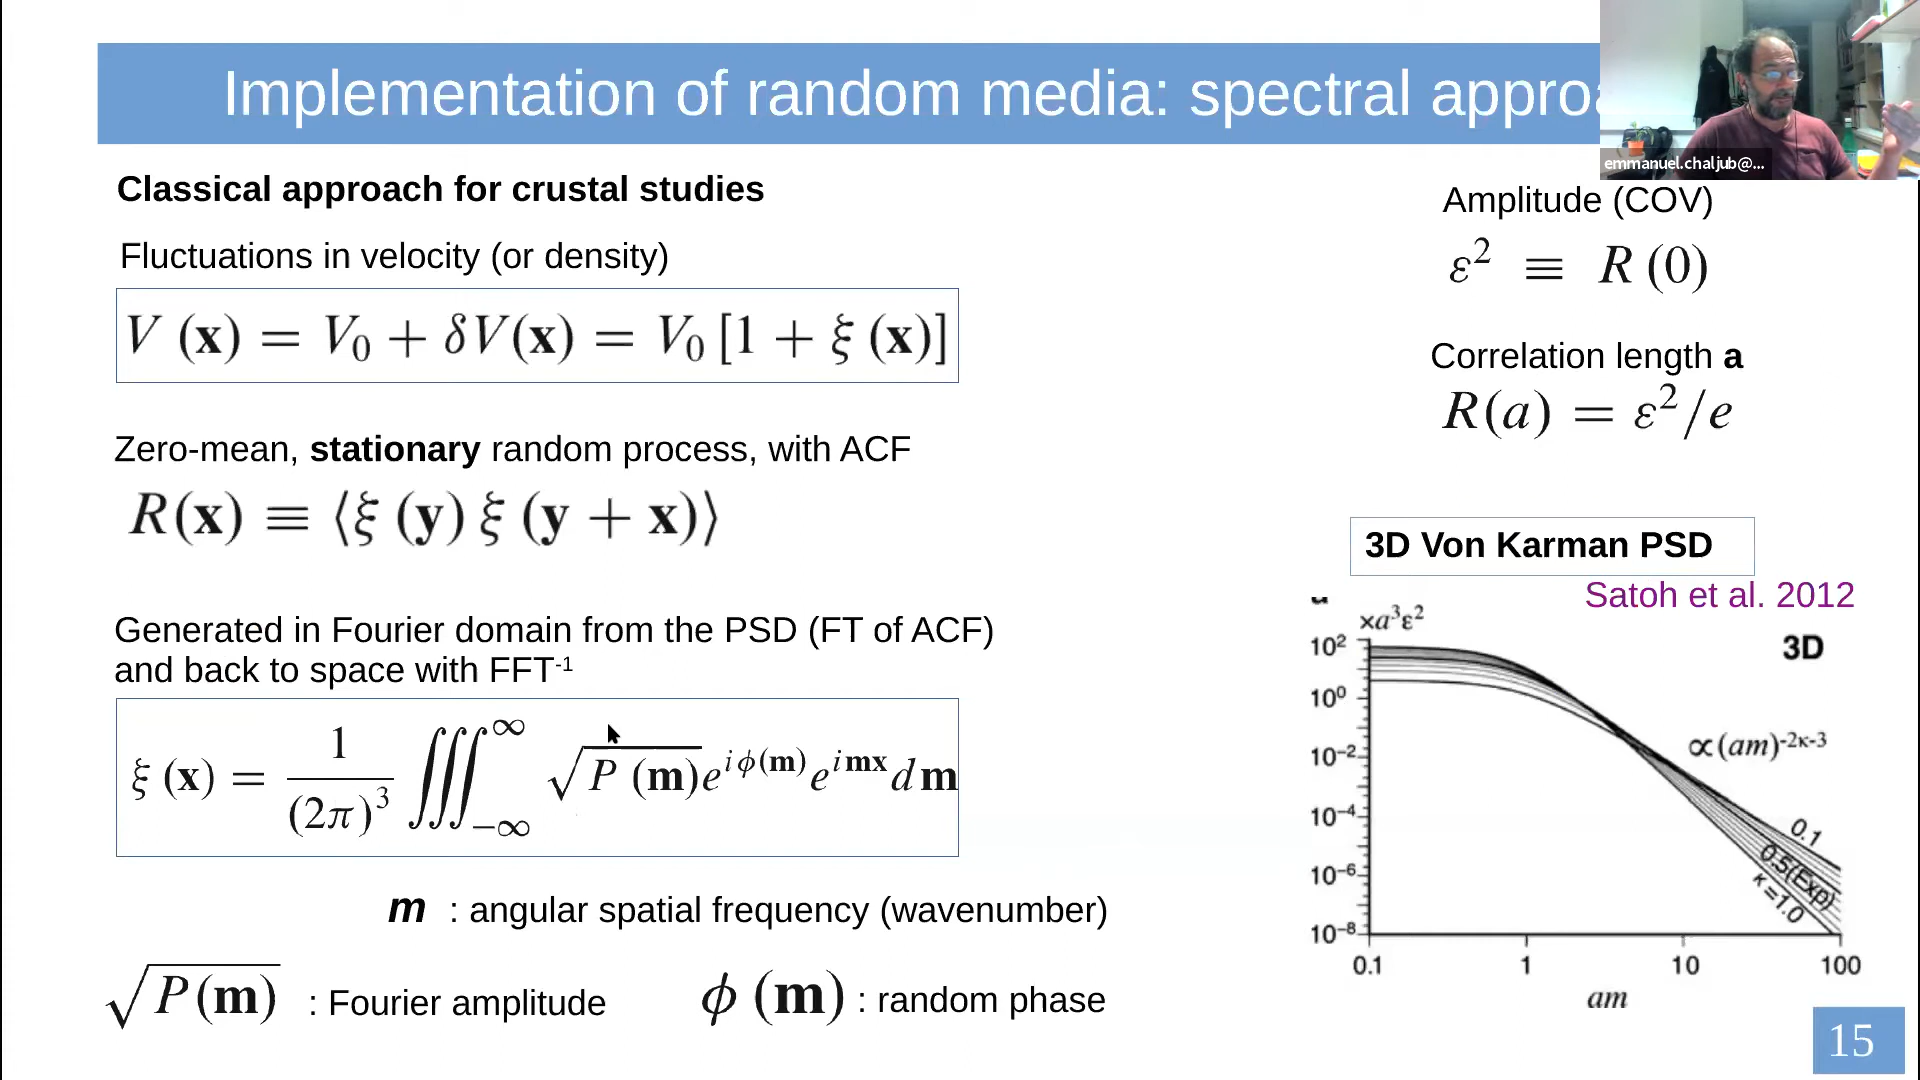 Implementation of random media: spectral approa
emmanuel.chaljub@...
Classical approach for crustal studies
Fluctuations in velocity (or density)
V (x) = V₀ + δV(x) = V₀ [1 + ξ (x)]
Zero-mean, stationary random process, with ACF
R(x) ≡ ⟨ξ (y) ξ (y + x)⟩
Generated in Fourier domain from the PSD (FT of ACF)
and back to space with FFT⁻¹
ξ (x) = 1/(2π)³ ∭₋∞^∞ √P (m)e^{iϕ(m)}e^{imx}dm
m : angular spatial frequency (wavenumber)
√P(m) : Fourier amplitude
ϕ (m) : random phase
Amplitude (COV)
ε² ≡ R (0)
Correlation length a
R(a) = ε²/e
3D Von Karman PSD
Satoh et al. 2012
×a³ε²
3D
10²
10⁰
10⁻²
10⁻⁴
10⁻⁶
10⁻⁸
∝(am)⁻²ᵏ⁻³
0.1
0.5(Exp)
κ=1.0
0.1 1 10 100
am
15